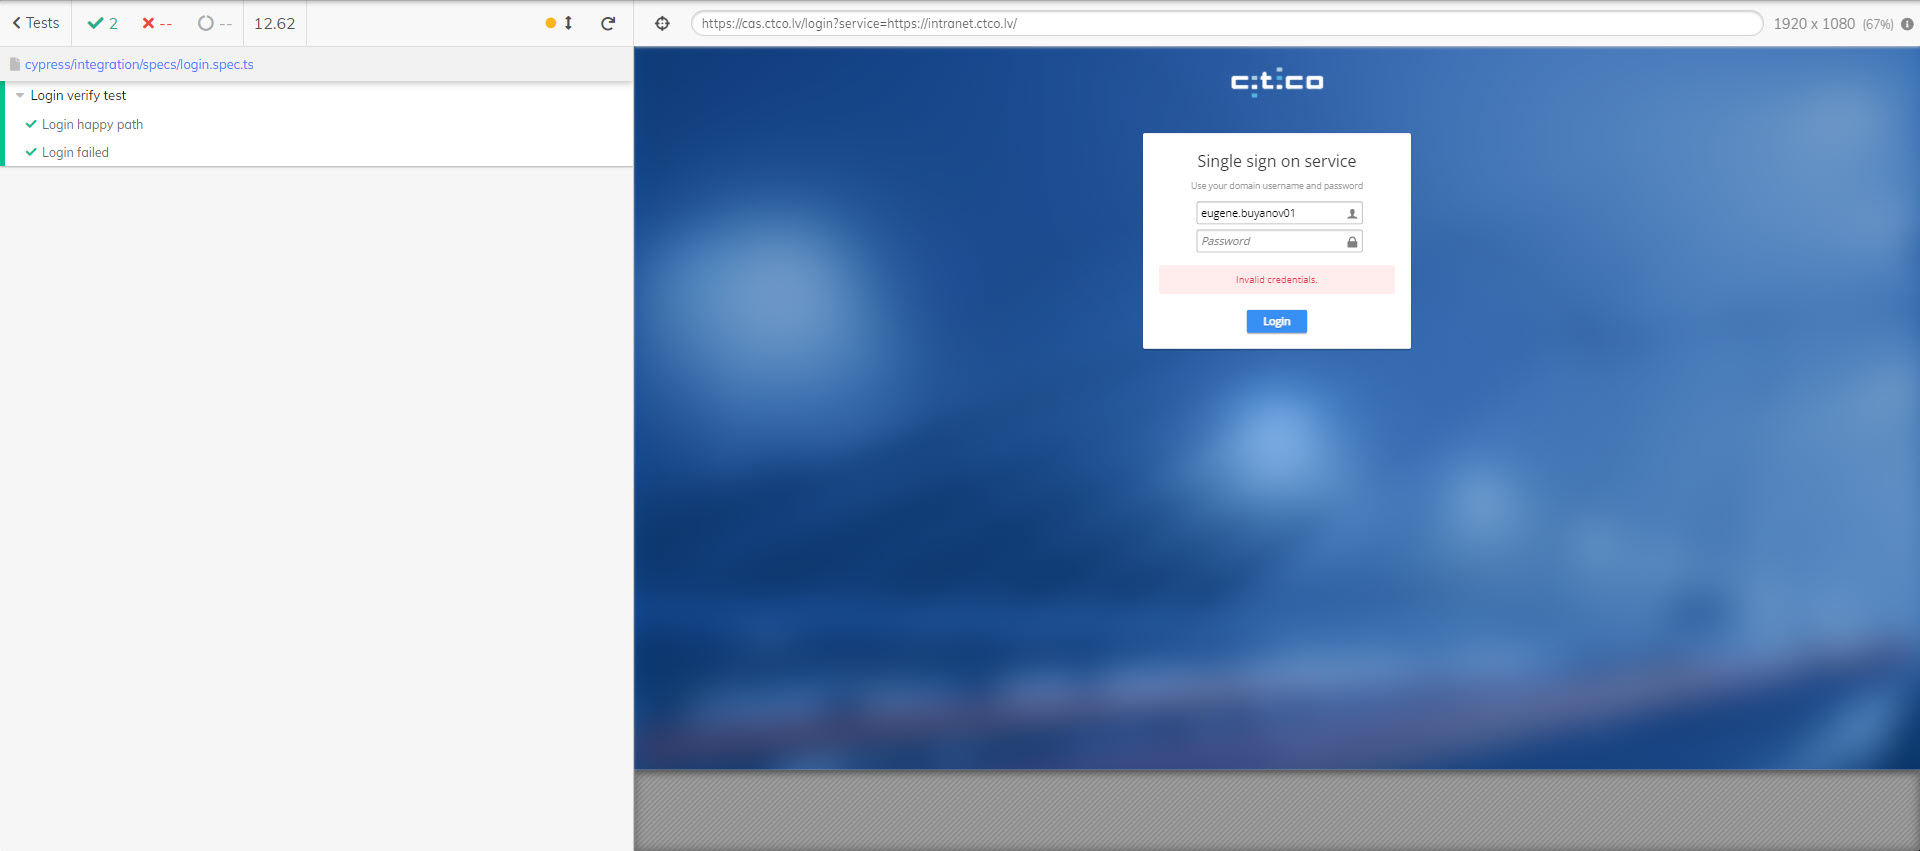 Tests 2 -- -- 12.62
https://cas.ctco.lv/login?service=https://intranet.ctco.lv/ 1920 x 1080 (67%)
cypress/integration/specs/login.spec.ts
Login verify test
Login happy path
Login failed
c:t:co
Single sign on service
Use your domain username and password
eugene.buyanov01
Password
Invalid credentials.
Login